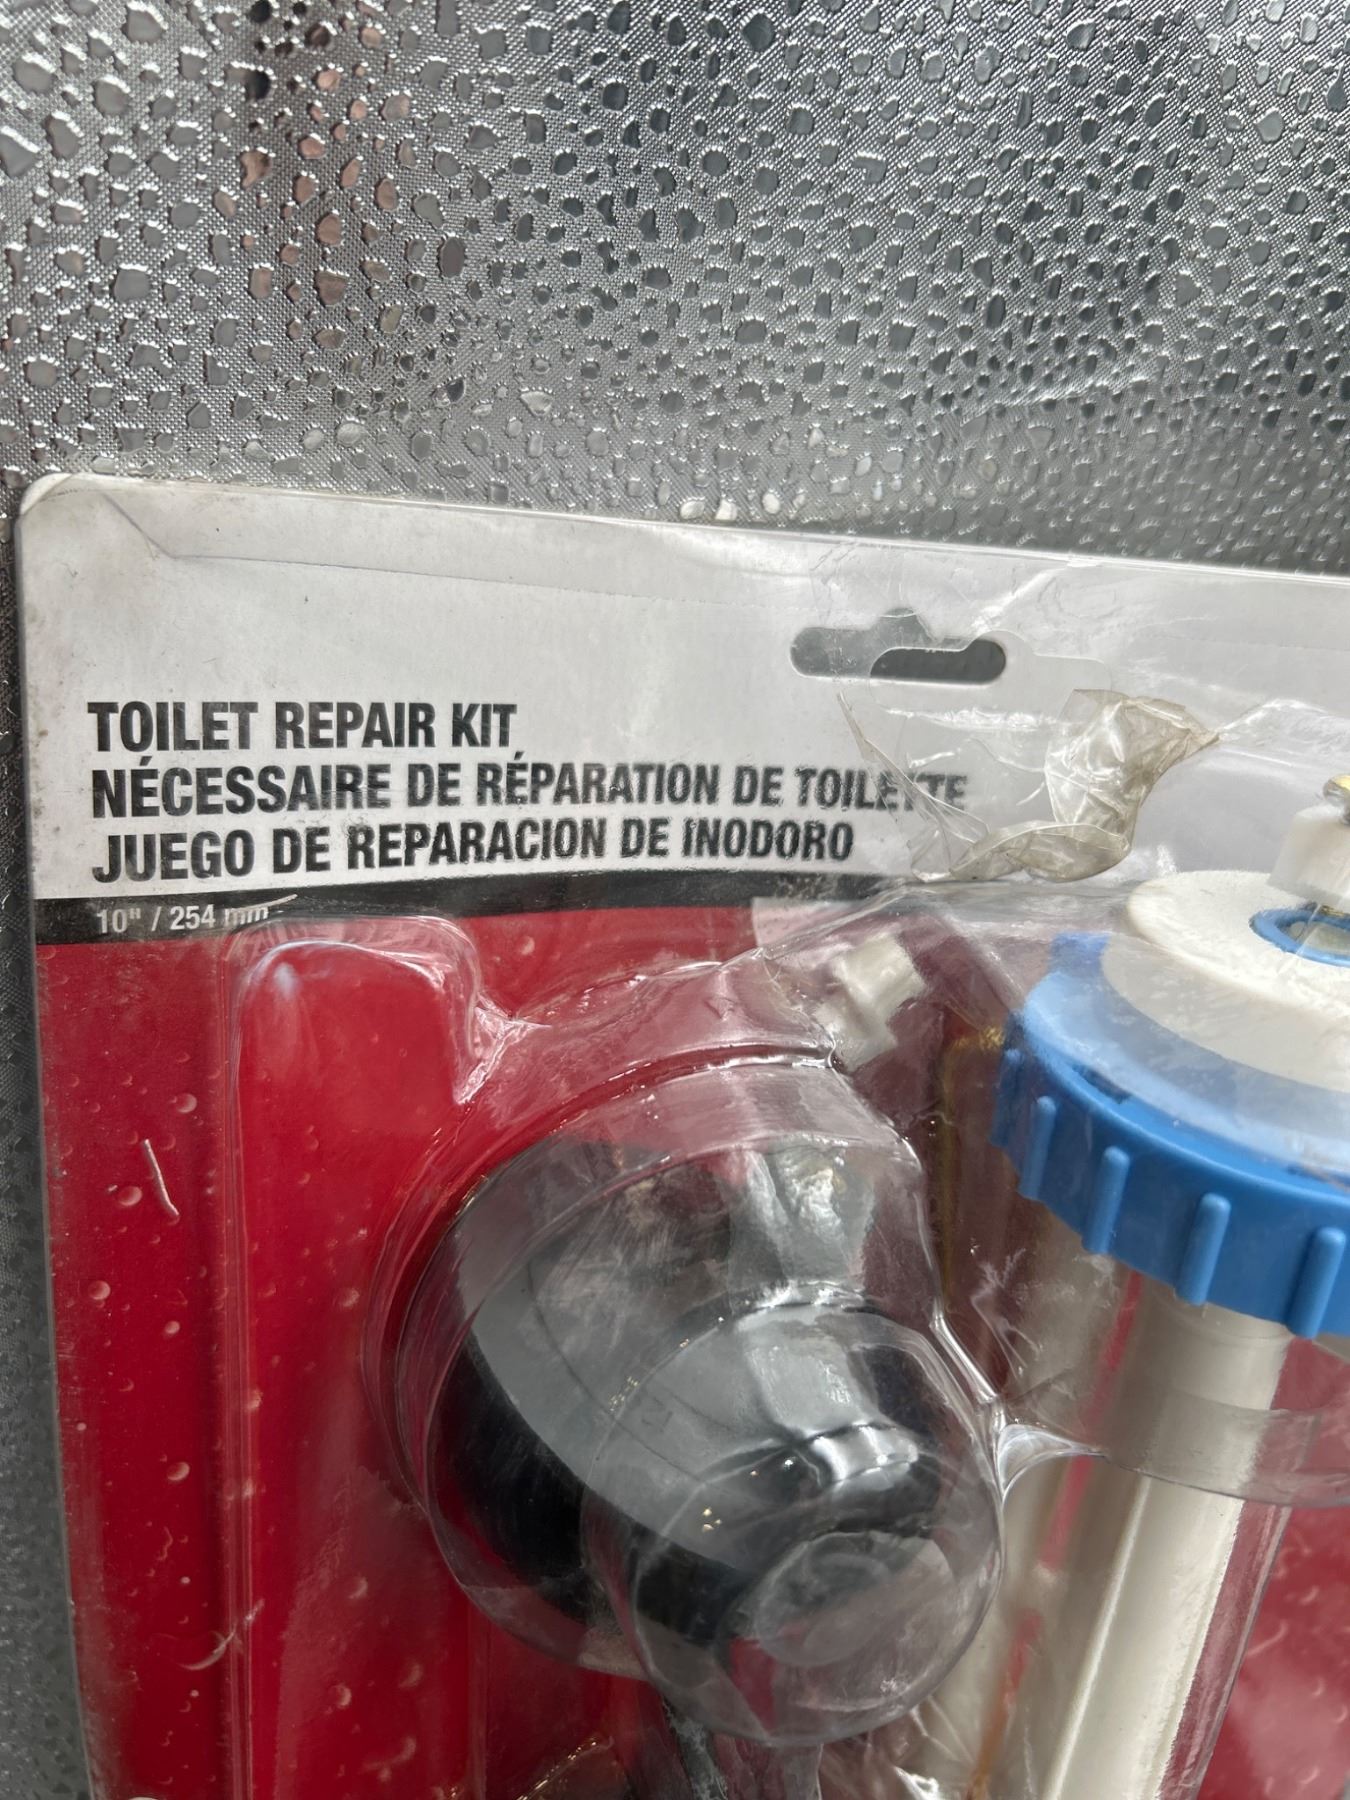 TOILET REPAIR KIT
NÉCESSAIRE DE RÉPARATION DE TOILETTE
JUEGO DE REPARACION DE INODORO
10" / 254 mm